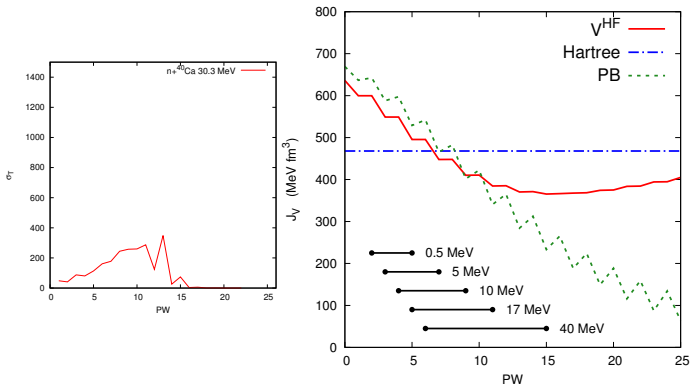 n+⁴⁰Ca 30.3 MeV
1400
1200
1000
800
600
400
200
0
σT
0 5 10 15 20 25
PW
V^HF
Hartree
PB
800
700
600
500
400
300
200
100
0
J_V (MeV fm³)
0.5 MeV
5 MeV
10 MeV
17 MeV
40 MeV
0 5 10 15 20 25
PW